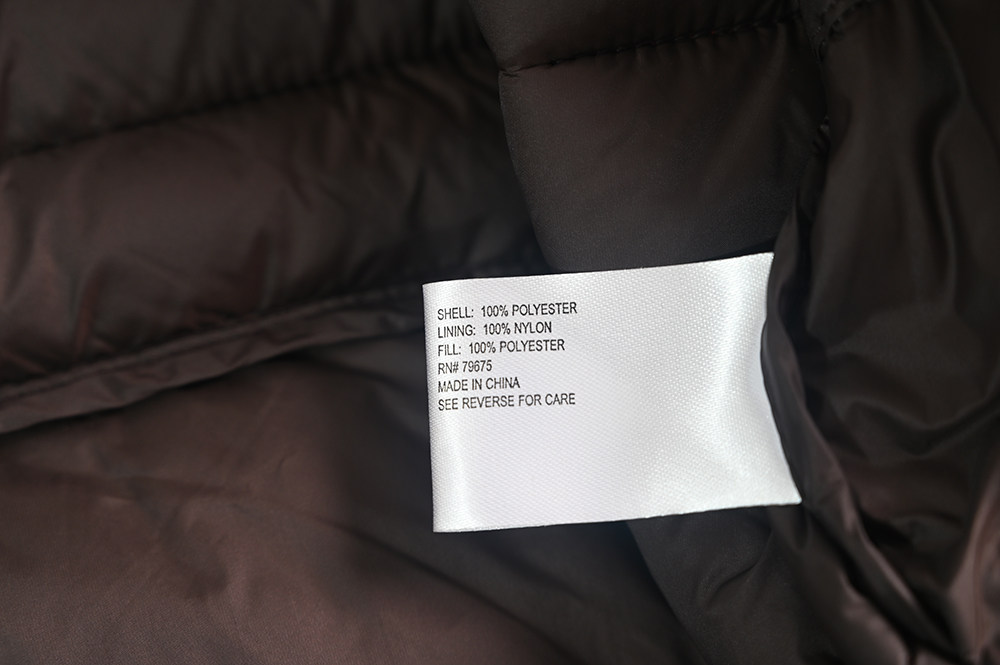 SHELL: 100% POLYESTER
LINING: 100% NYLON
FILL: 100% POLYESTER
RN# 79675
MADE IN CHINA
SEE REVERSE FOR CARE